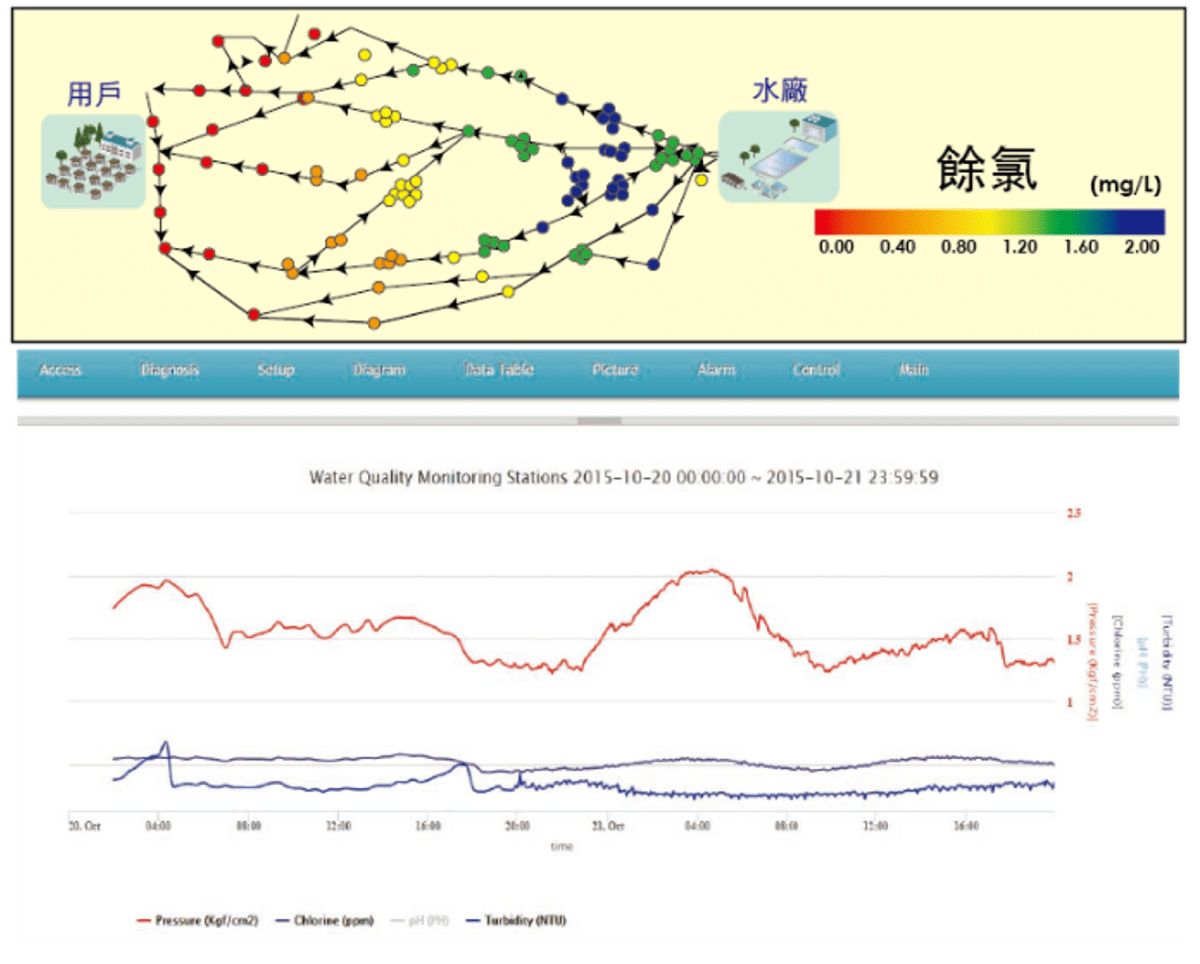 用戶
水廠
餘氯 (mg/L)
0.00 0.40 0.80 1.20 1.60 2.00
Access Diagnosis Setup Diagram Data Table Picture Alarm Control Main
Water Quality Monitoring Stations 2015-10-20 00:00:00 ~ 2015-10-21 23:59:59
2.5
2
1.5
1
[Pressure (Kgf/cm2)]
[Chlorine (ppm)]
[pH (PH)]
[Turbidity (NTU)]
20. Oct 04:00 08:00 12:00 16:00 20:00 21. Oct 04:00 08:00 12:00 16:00
time
Pressure (Kgf/cm2) Chlorine (ppm) pH (PH) Turbidity (NTU)